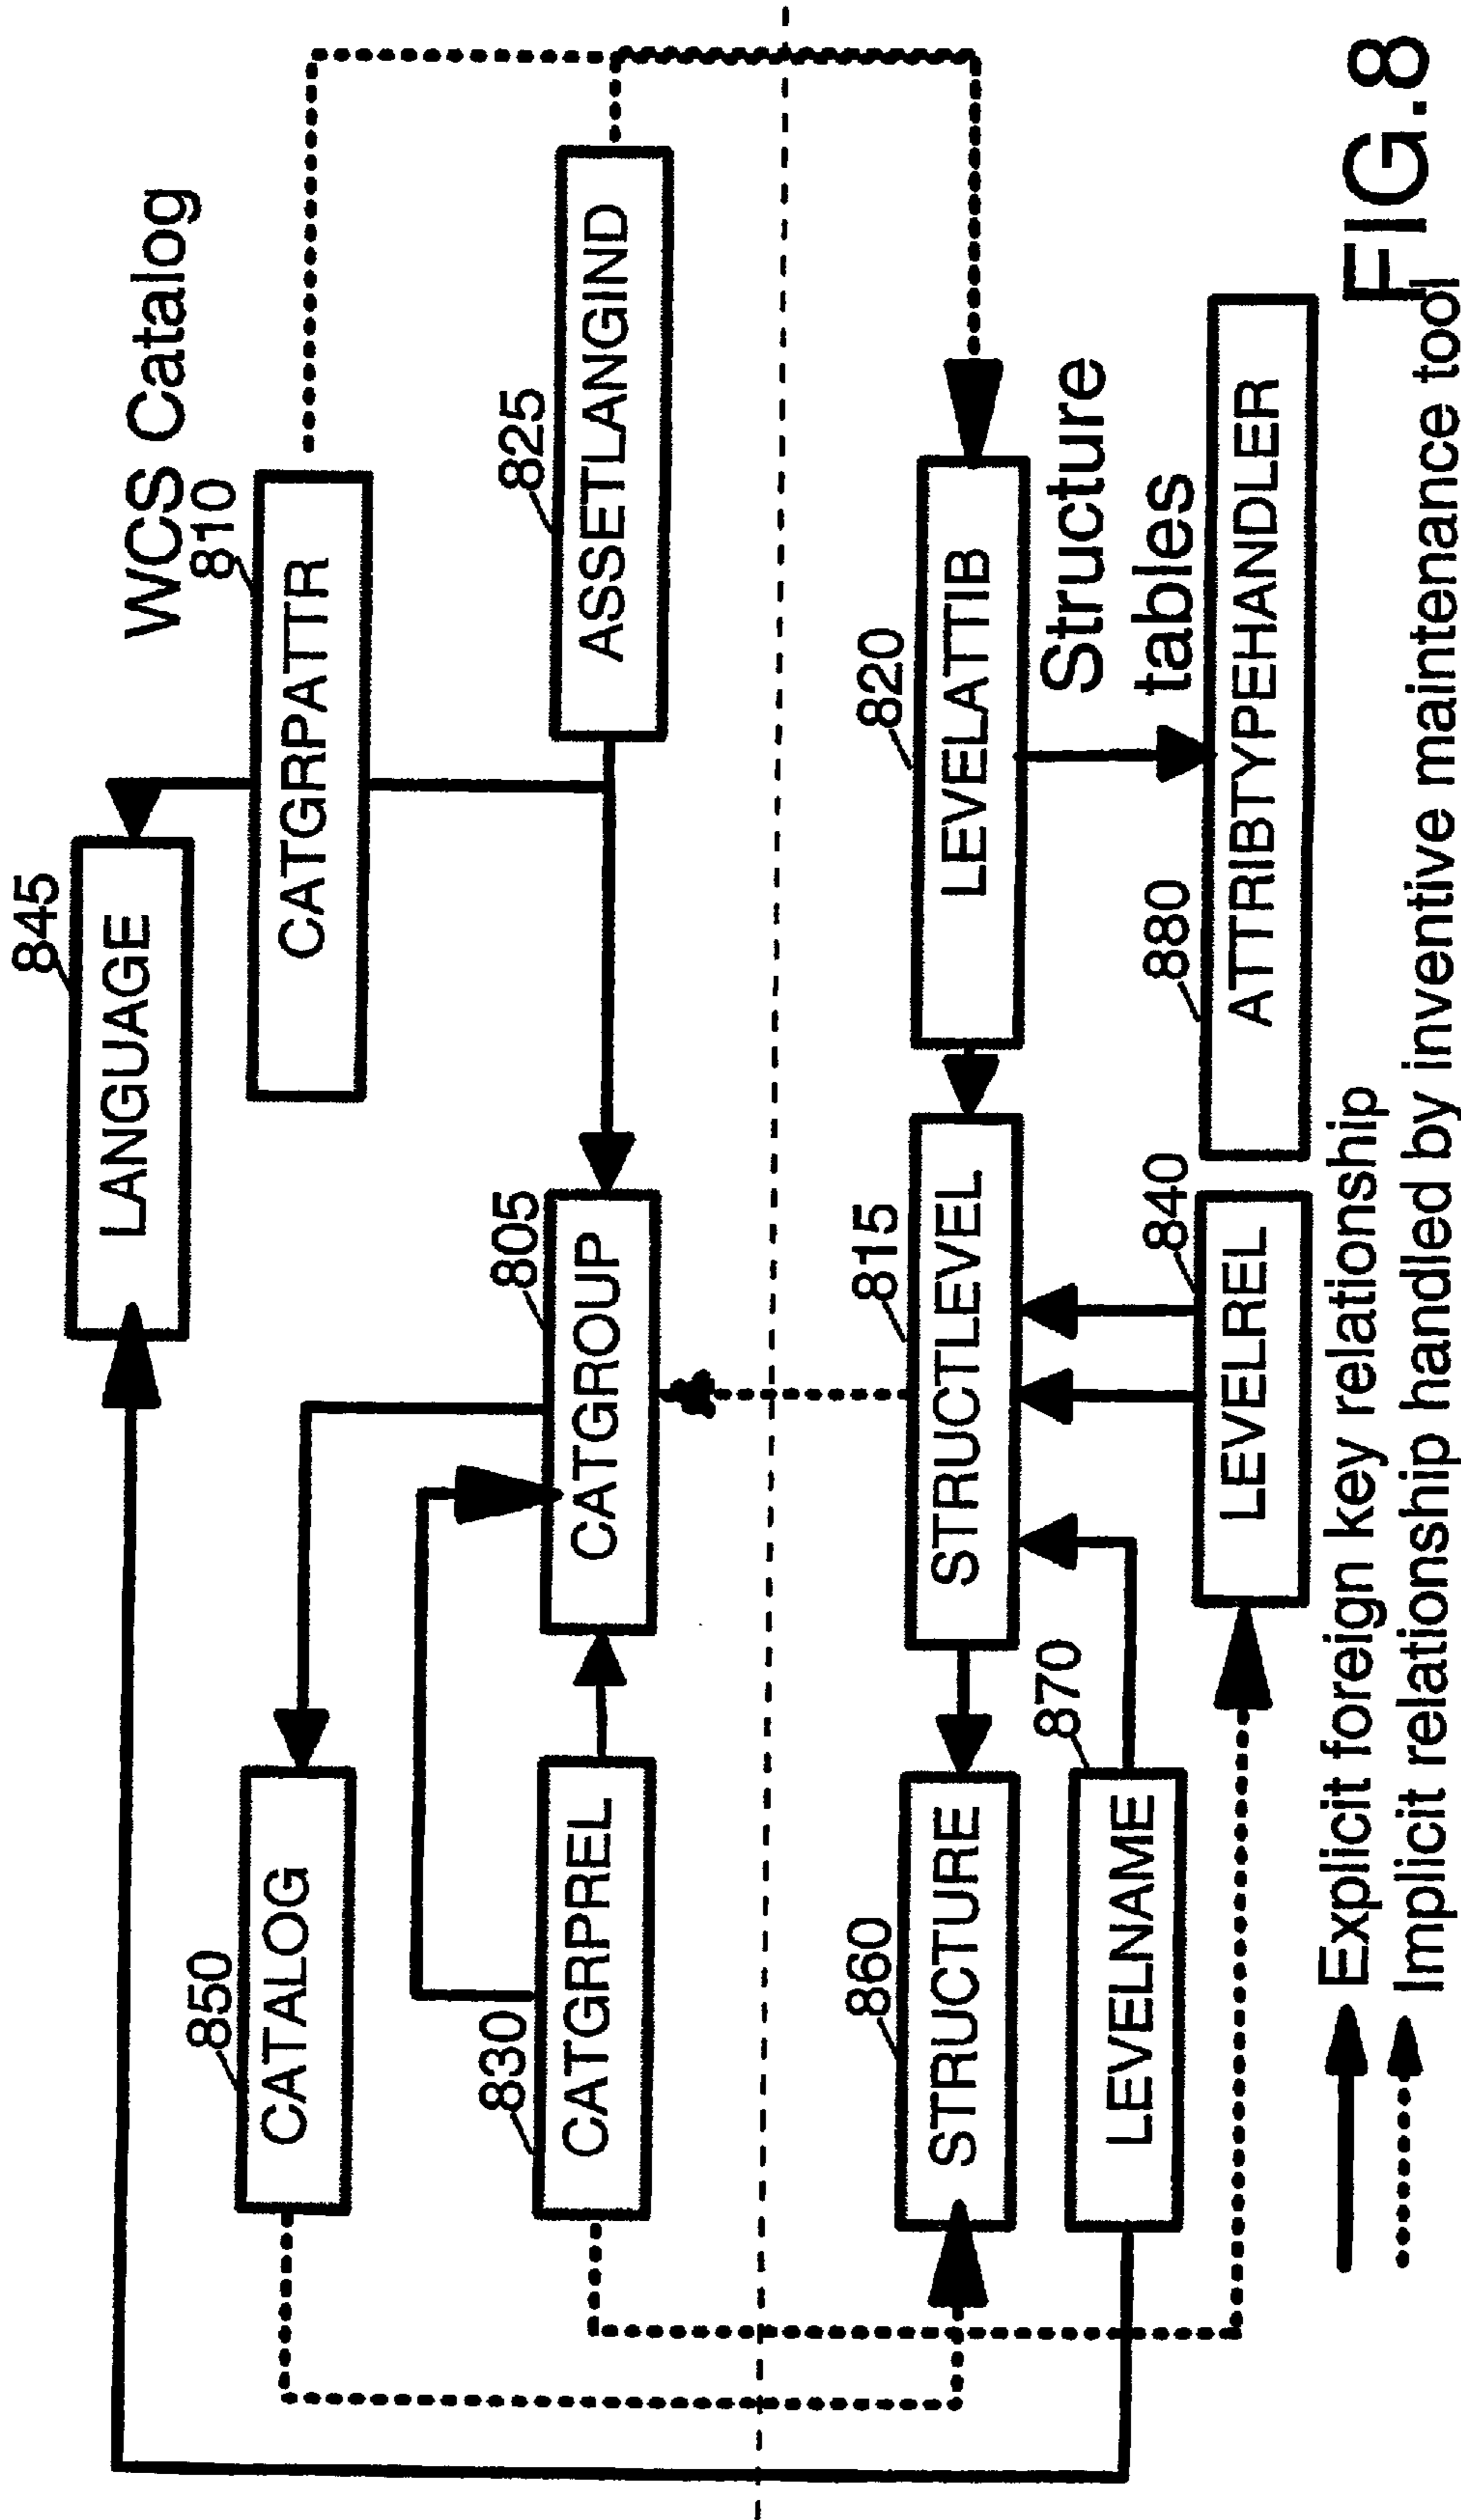 WCS Catalog
845
LANGUAGE
850
CATALOG
810
CATGRPATTR
830
CATGRPREL
805
CATGROUP
825
ASSETLANGIND
860
STRUCTURE
815
STRUCTLEVEL
820
LEVELATTIB
Structure
tables
870
LEVELNAME
840
LEVELREL
880
ATTRIBTYPEHANDLER
Explicit foreign key relationship
Implicit relationship handled by inventive maintenance tool
FIG.8